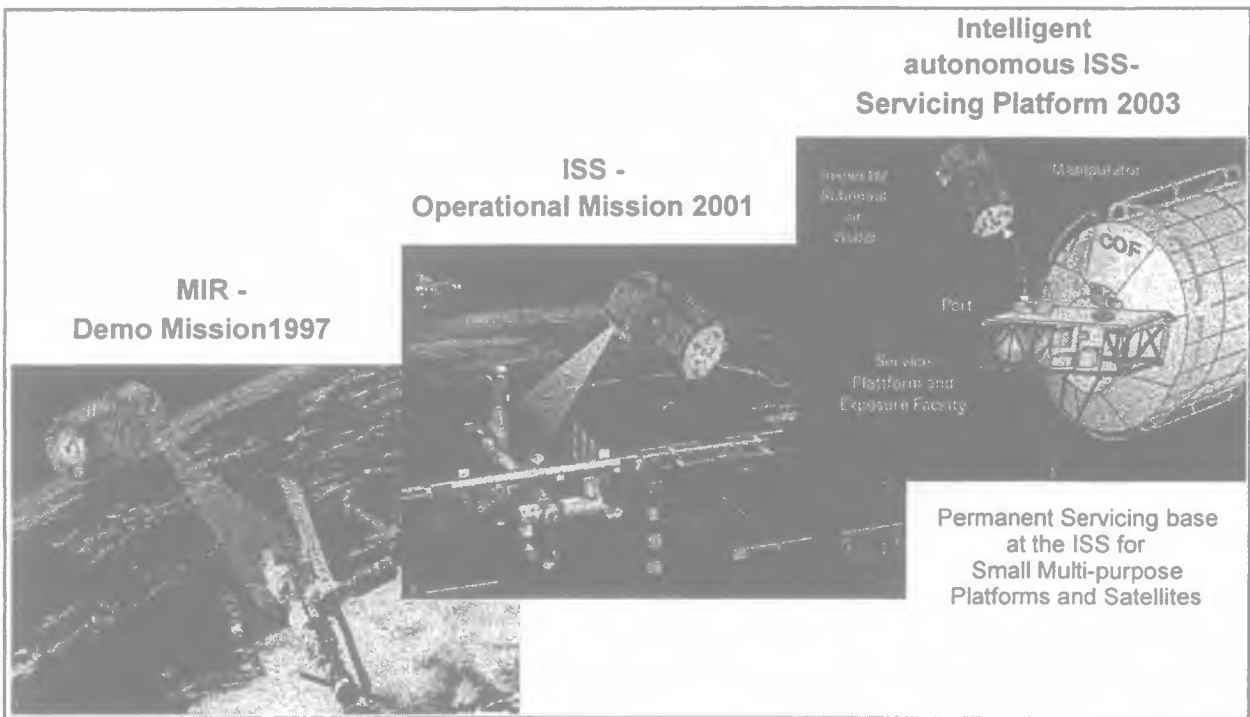 MIR -
Demo Mission1997
ISS -
Operational Mission 2001
Intelligent
autonomous ISS-
Servicing Platform 2003
Manipulator
COF
Port
Service
Plattform and
Exposure Facility
Permanent Servicing base
at the ISS for
Small Multi-purpose
Platforms and Satellites